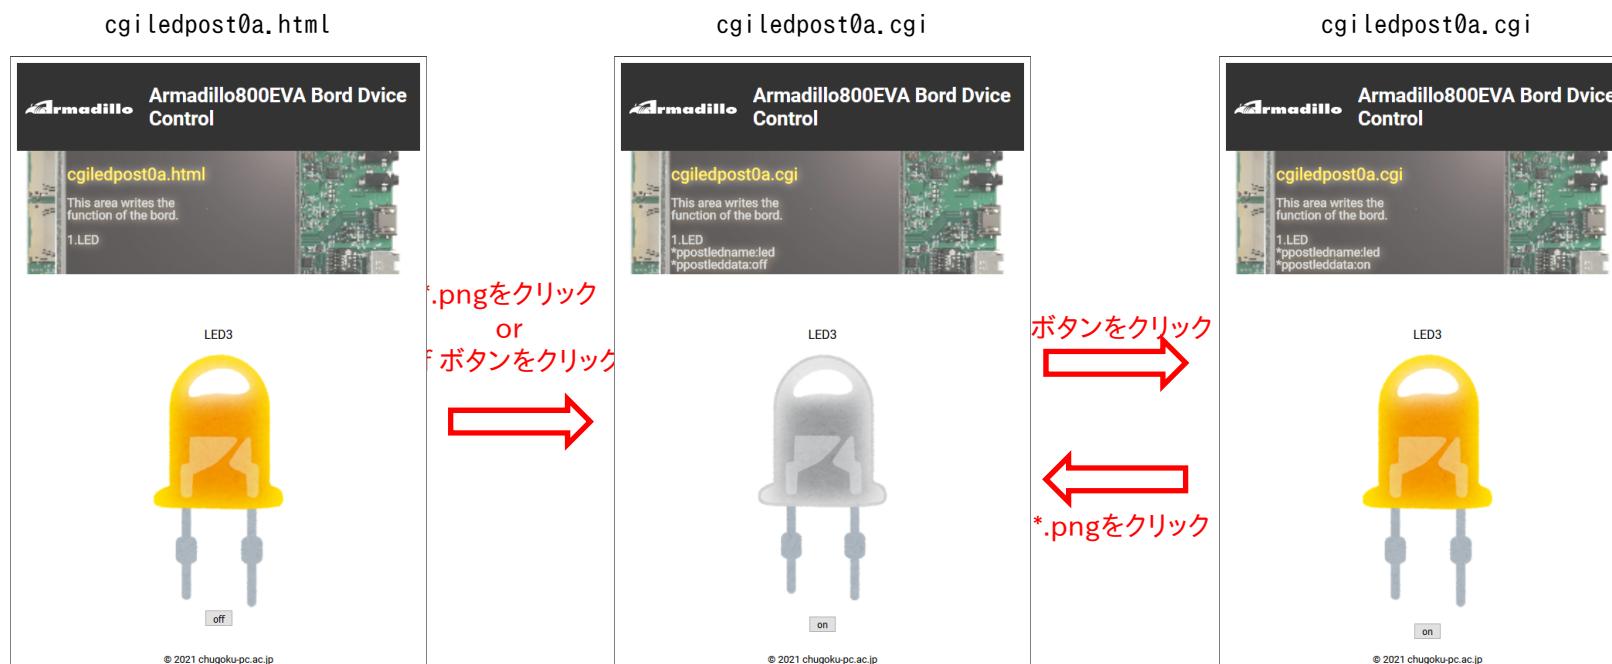 cgiledpost0a.html
cgiledpost0a.cgi
cgiledpost0a.cgi
Armadillo
Armadillo800EVA Bord Dvice
Control
cgiledpost0a.html
This area writes the
function of the bord.
1.LED
LED3
off
© 2021 chugoku-pc.ac.jp
*.pngをクリック
or
f ボタンをクリック
Armadillo
Armadillo800EVA Bord Dvice
Control
cgiledpost0a.cgi
This area writes the
function of the bord.
1.LED
*ppostledname:led
*ppostleddata:off
LED3
on
© 2021 chugoku-pc.ac.jp
ボタンをクリック
*.pngをクリック
Armadillo
Armadillo800EVA Bord Dvice
Control
cgiledpost0a.cgi
This area writes the
function of the bord.
1.LED
*ppostledname:led
*ppostleddata:on
LED3
on
© 2021 chugoku-pc.ac.jp